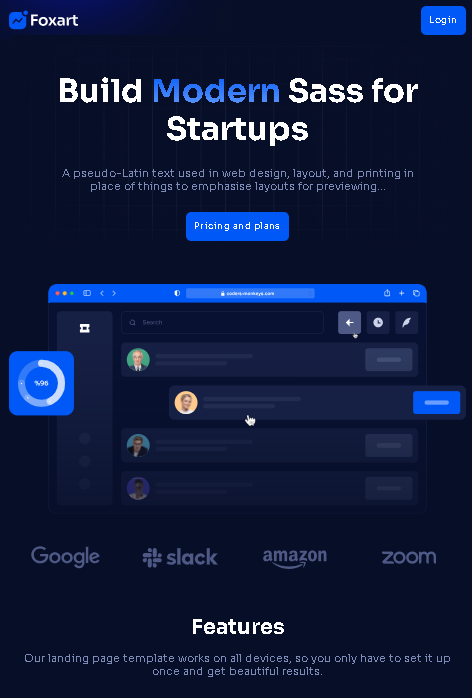 Foxart
Login
Build Modern Sass for
Startups
A pseudo-Latin text used in web design, layout, and printing in
place of things to emphasise layouts for previewing...
Pricing and plans
coders-monkeys.com
Search
%96
Google
slack
amazon
zoom
Features
Our landing page template works on all devices, so you only have to set it up
once and get beautiful results.